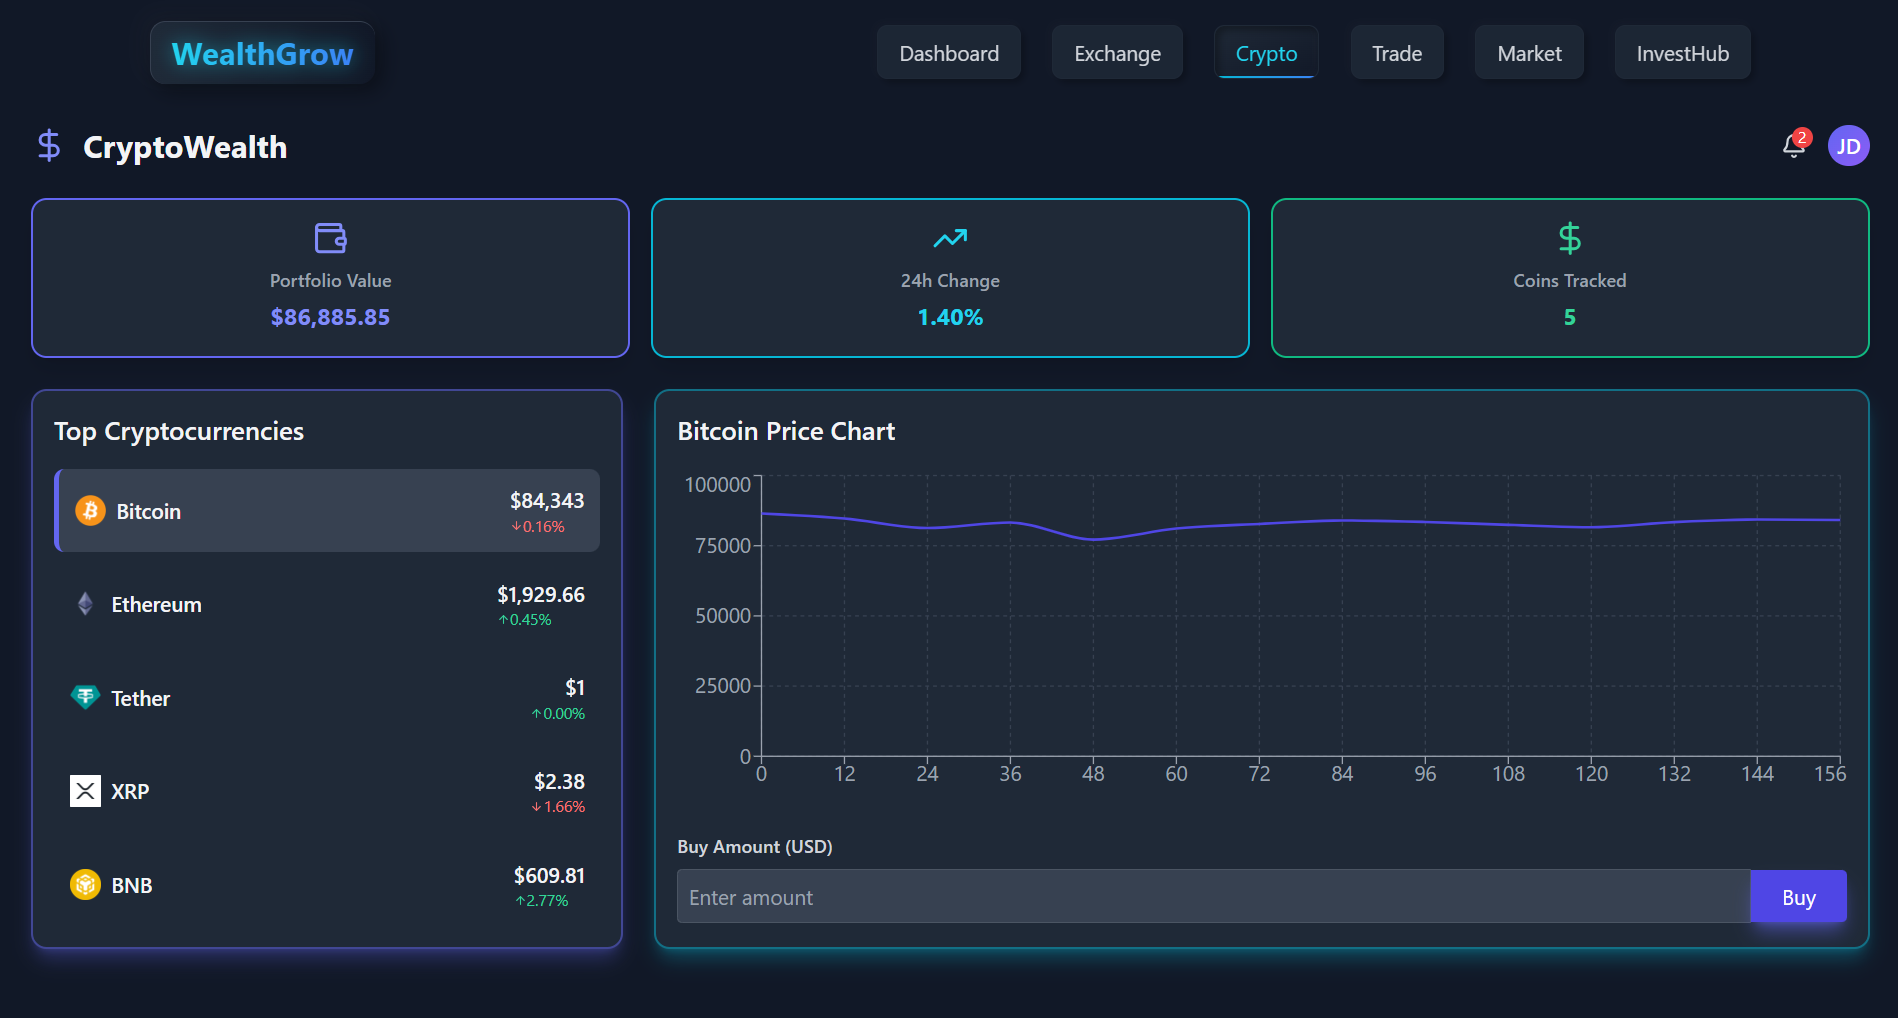 WealthGrow
Dashboard Exchange Crypto Trade Market InvestHub
$ CryptoWealth
2
JD
Portfolio Value
$86,885.85
24h Change
1.40%
$
Coins Tracked
5
Top Cryptocurrencies
Bitcoin
$84,343
↓0.16%
Ethereum
$1,929.66
↑0.45%
Tether
$1
↑0.00%
XRP
$2.38
↓1.66%
BNB
$609.81
↑2.77%
Bitcoin Price Chart
100000
75000
50000
25000
0
0 12 24 36 48 60 72 84 96 108 120 132 144 156
Buy Amount (USD)
Enter amount
Buy